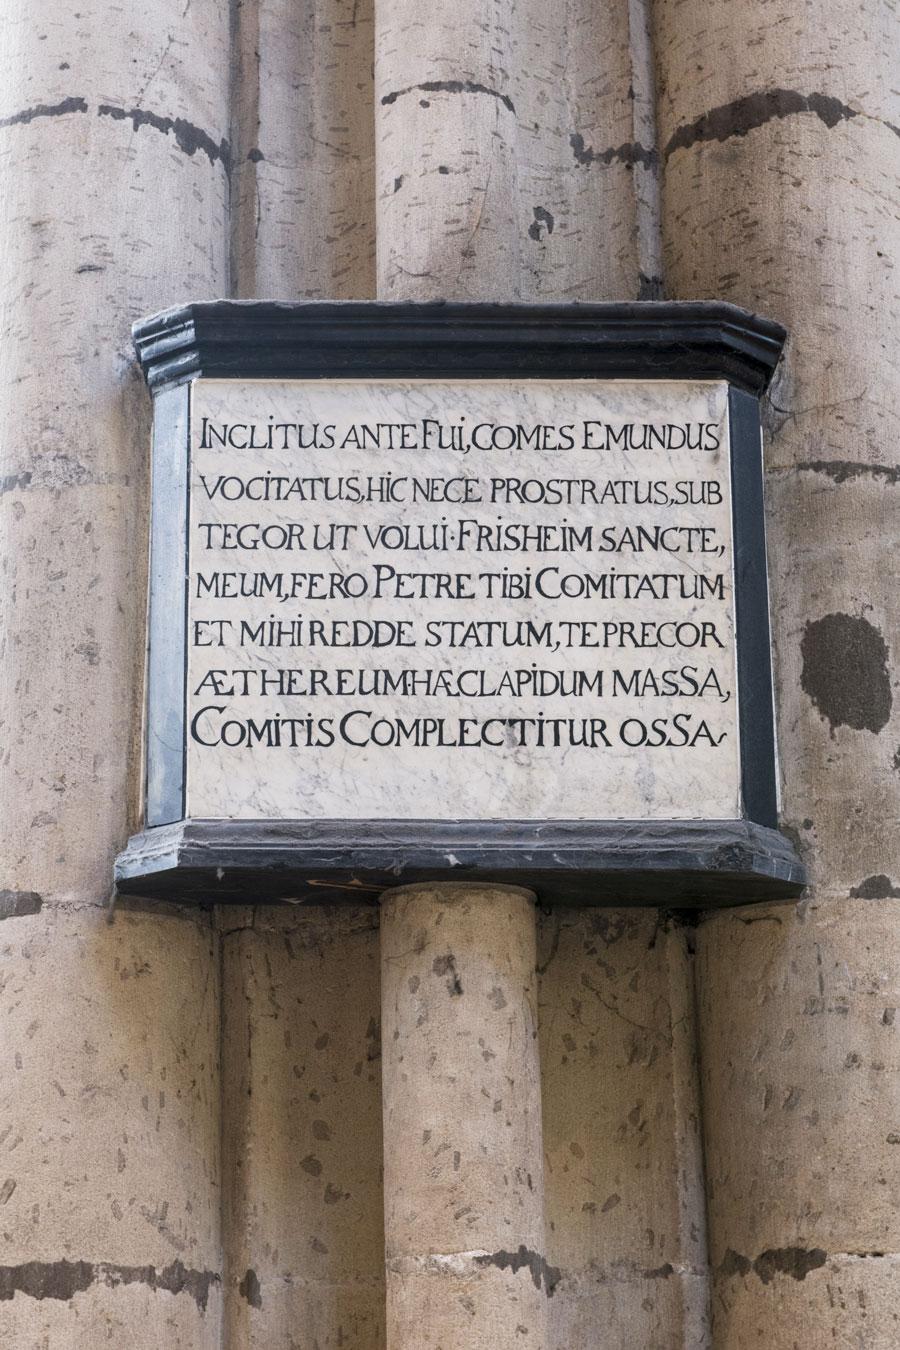 INCLITUS ANTE FUI, COMES EMUNDUS
VOCITATUS, HIC NECE PROSTRATUS, SUB
TEGOR UT VOLUI·FRISHEIM SANCTE,
MEUM, FERO PETRE TIBI COMITATUM
ET MIHI REDDE STATUM, TE PRECOR
ÆTHEREUM·HÆC LAPIDUM MASSA,
COMITIS COMPLECTITUR OSSA